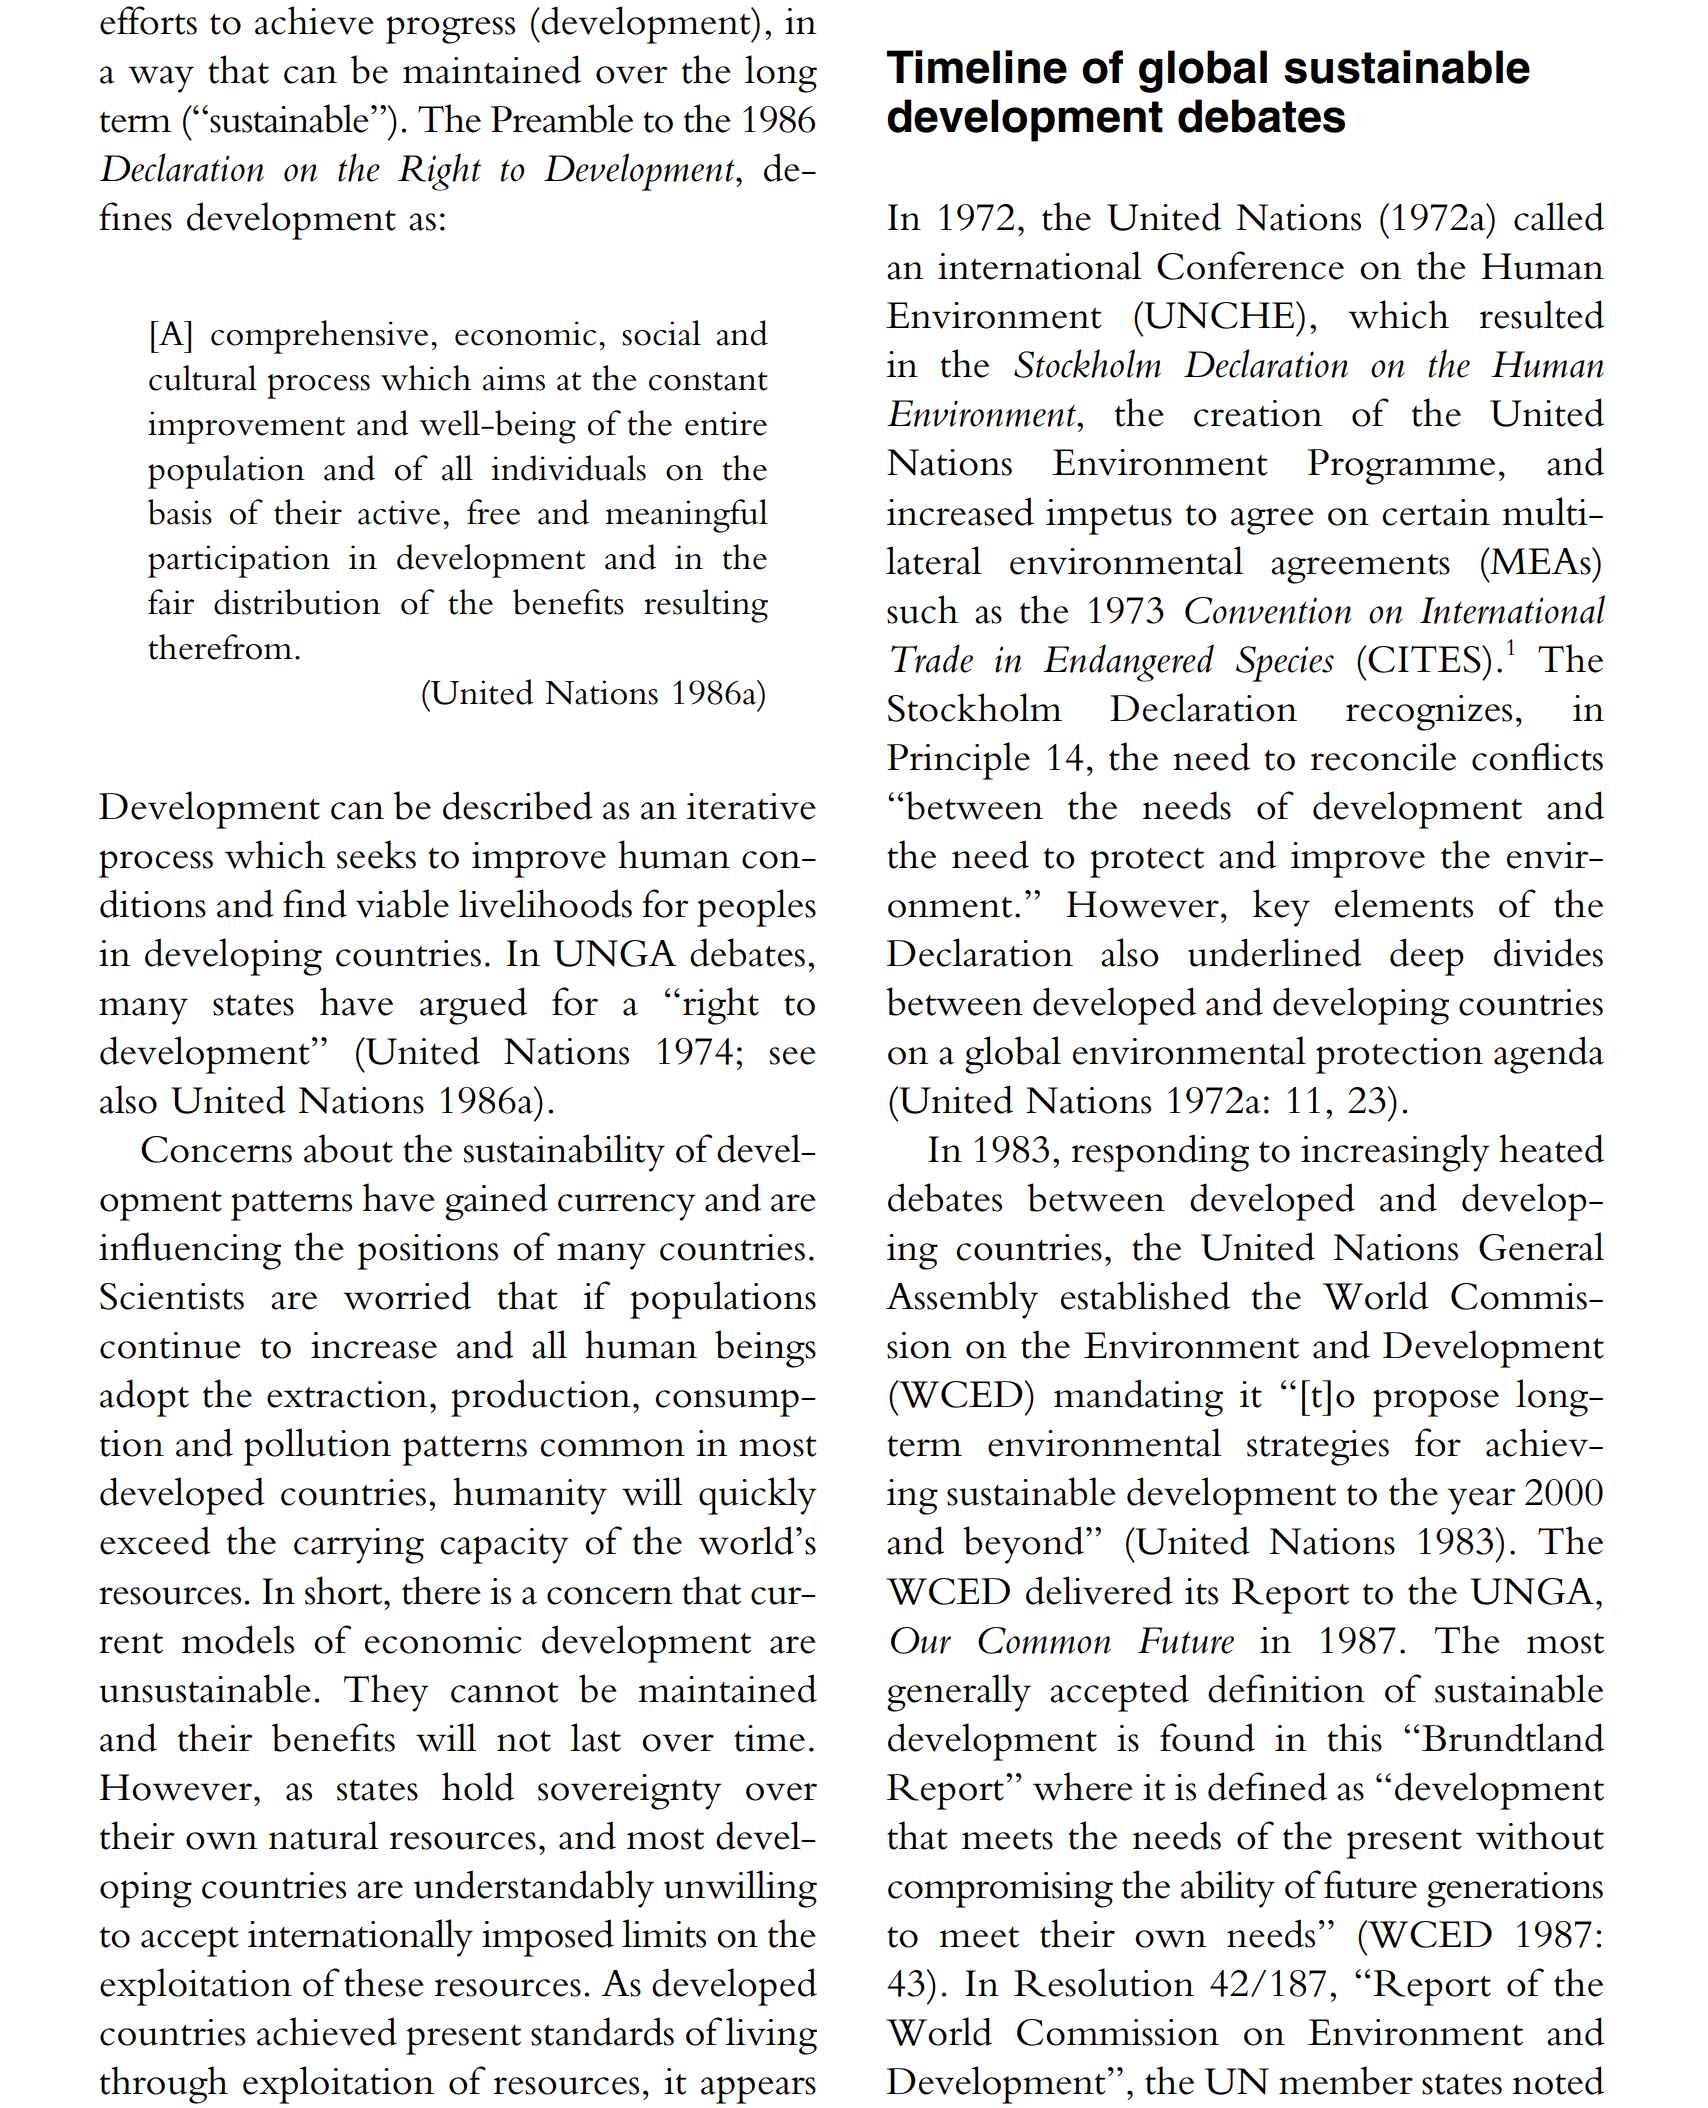 efforts to achieve progress (development), in
a way that can be maintained over the long
term (“sustainable”). The Preamble to the 1986
Declaration on the Right to Development, de-
fines development as:
[A] comprehensive, economic, social and
cultural process which aims at the constant
improvement and well-being of the entire
population and of all individuals on the
basis of their active, free and meaningful
participation in development and in the
fair distribution of the benefits resulting
therefrom.
(United Nations 1986a)
Development can be described as an iterative
process which seeks to improve human con-
ditions and find viable livelihoods for peoples
in developing countries. In UNGA debates,
many states have argued for a “right to
development” (United Nations 1974; see
also United Nations 1986a).
Concerns about the sustainability of devel-
opment patterns have gained currency and are
influencing the positions of many countries.
Scientists are worried that if populations
continue to increase and all human beings
adopt the extraction, production, consump-
tion and pollution patterns common in most
developed countries, humanity will quickly
exceed the carrying capacity of the world’s
resources. In short, there is a concern that cur-
rent models of economic development are
unsustainable. They cannot be maintained
and their benefits will not last over time.
However, as states hold sovereignty over
their own natural resources, and most devel-
oping countries are understandably unwilling
to accept internationally imposed limits on the
exploitation of these resources. As developed
countries achieved present standards of living
through exploitation of resources, it appears
Timeline of global sustainable
development debates
In 1972, the United Nations (1972a) called
an international Conference on the Human
Environment (UNCHE), which resulted
in the Stockholm Declaration on the Human
Environment, the creation of the United
Nations Environment Programme, and
increased impetus to agree on certain multi-
lateral environmental agreements (MEAs)
such as the 1973 Convention on International
Trade in Endangered Species (CITES).¹ The
Stockholm Declaration recognizes, in
Principle 14, the need to reconcile conflicts
“between the needs of development and
the need to protect and improve the envir-
onment.” However, key elements of the
Declaration also underlined deep divides
between developed and developing countries
on a global environmental protection agenda
(United Nations 1972a: 11, 23).
In 1983, responding to increasingly heated
debates between developed and develop-
ing countries, the United Nations General
Assembly established the World Commis-
sion on the Environment and Development
(WCED) mandating it “[t]o propose long-
term environmental strategies for achiev-
ing sustainable development to the year 2000
and beyond” (United Nations 1983). The
WCED delivered its Report to the UNGA,
Our Common Future in 1987. The most
generally accepted definition of sustainable
development is found in this “Brundtland
Report” where it is defined as “development
that meets the needs of the present without
compromising the ability of future generations
to meet their own needs” (WCED 1987:
43). In Resolution 42/187, “Report of the
World Commission on Environment and
Development”, the UN member states noted